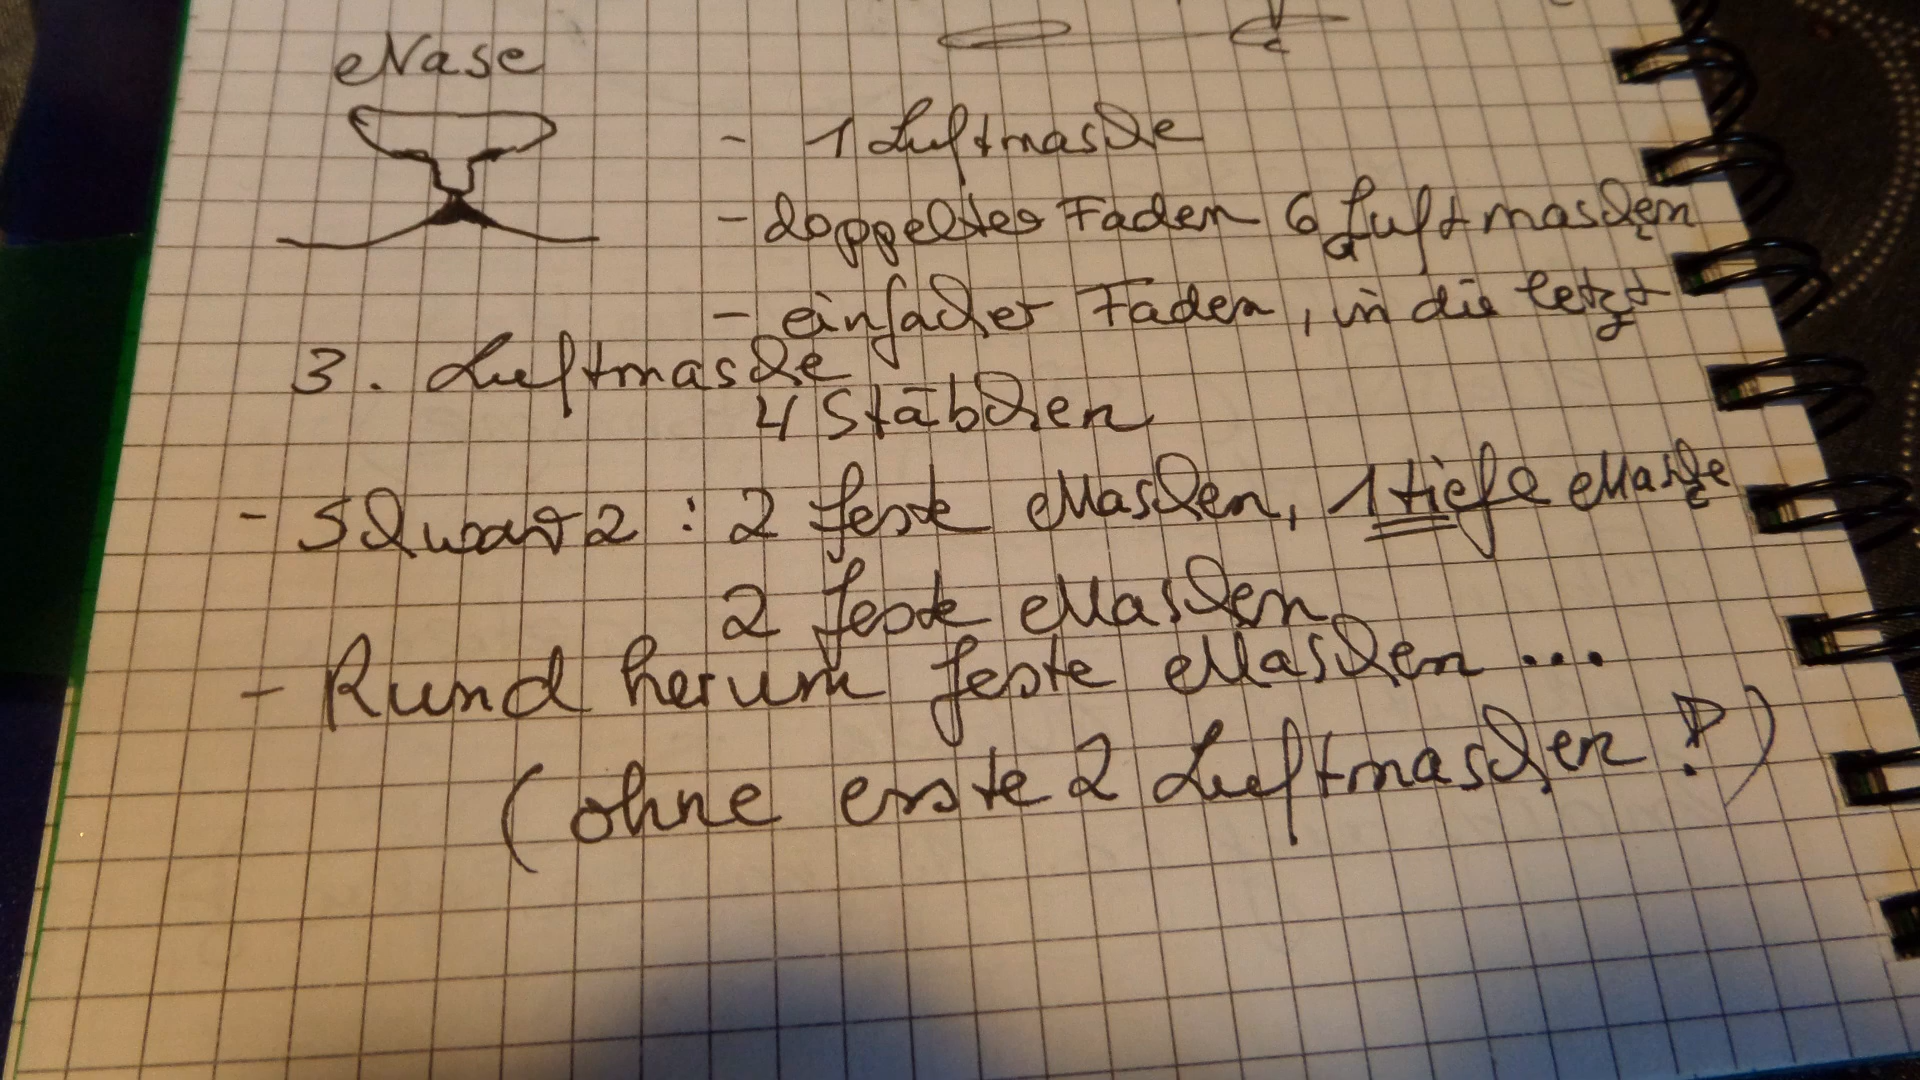 Nase
- 1 Luftmasche
- doppelter Faden 6 Luftmaschen
- einfacher Faden, in die letzt
3. Luftmasche
4 Stäbchen
- Schwarz : 2 feste Maschen, 1 tiefe Masche
2 feste Maschen
- Rund herum feste Maschen ...
(ohne erste 2 Luftmaschen !)